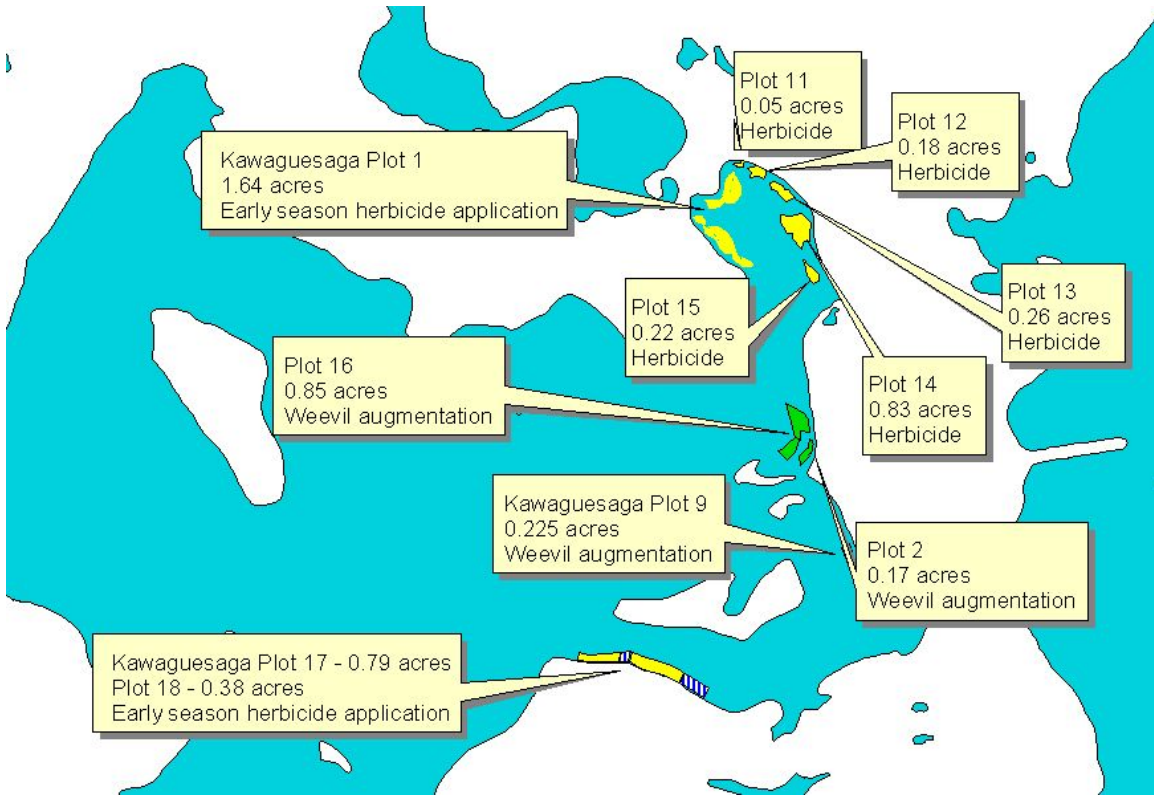 Plot 11
0.05 acres
Herbicide
Plot 12
0.18 acres
Herbicide
Kawaguesaga Plot 1
1.64 acres
Early season herbicide application
Plot 13
0.26 acres
Herbicide
Plot 15
0.22 acres
Herbicide
Plot 16
0.85 acres
Weevil augmentation
Plot 14
0.83 acres
Herbicide
Kawaguesaga Plot 9
0.225 acres
Weevil augmentation
Plot 2
0.17 acres
Weevil augmentation
Kawaguesaga Plot 17 - 0.79 acres
Plot 18 - 0.38 acres
Early season herbicide application